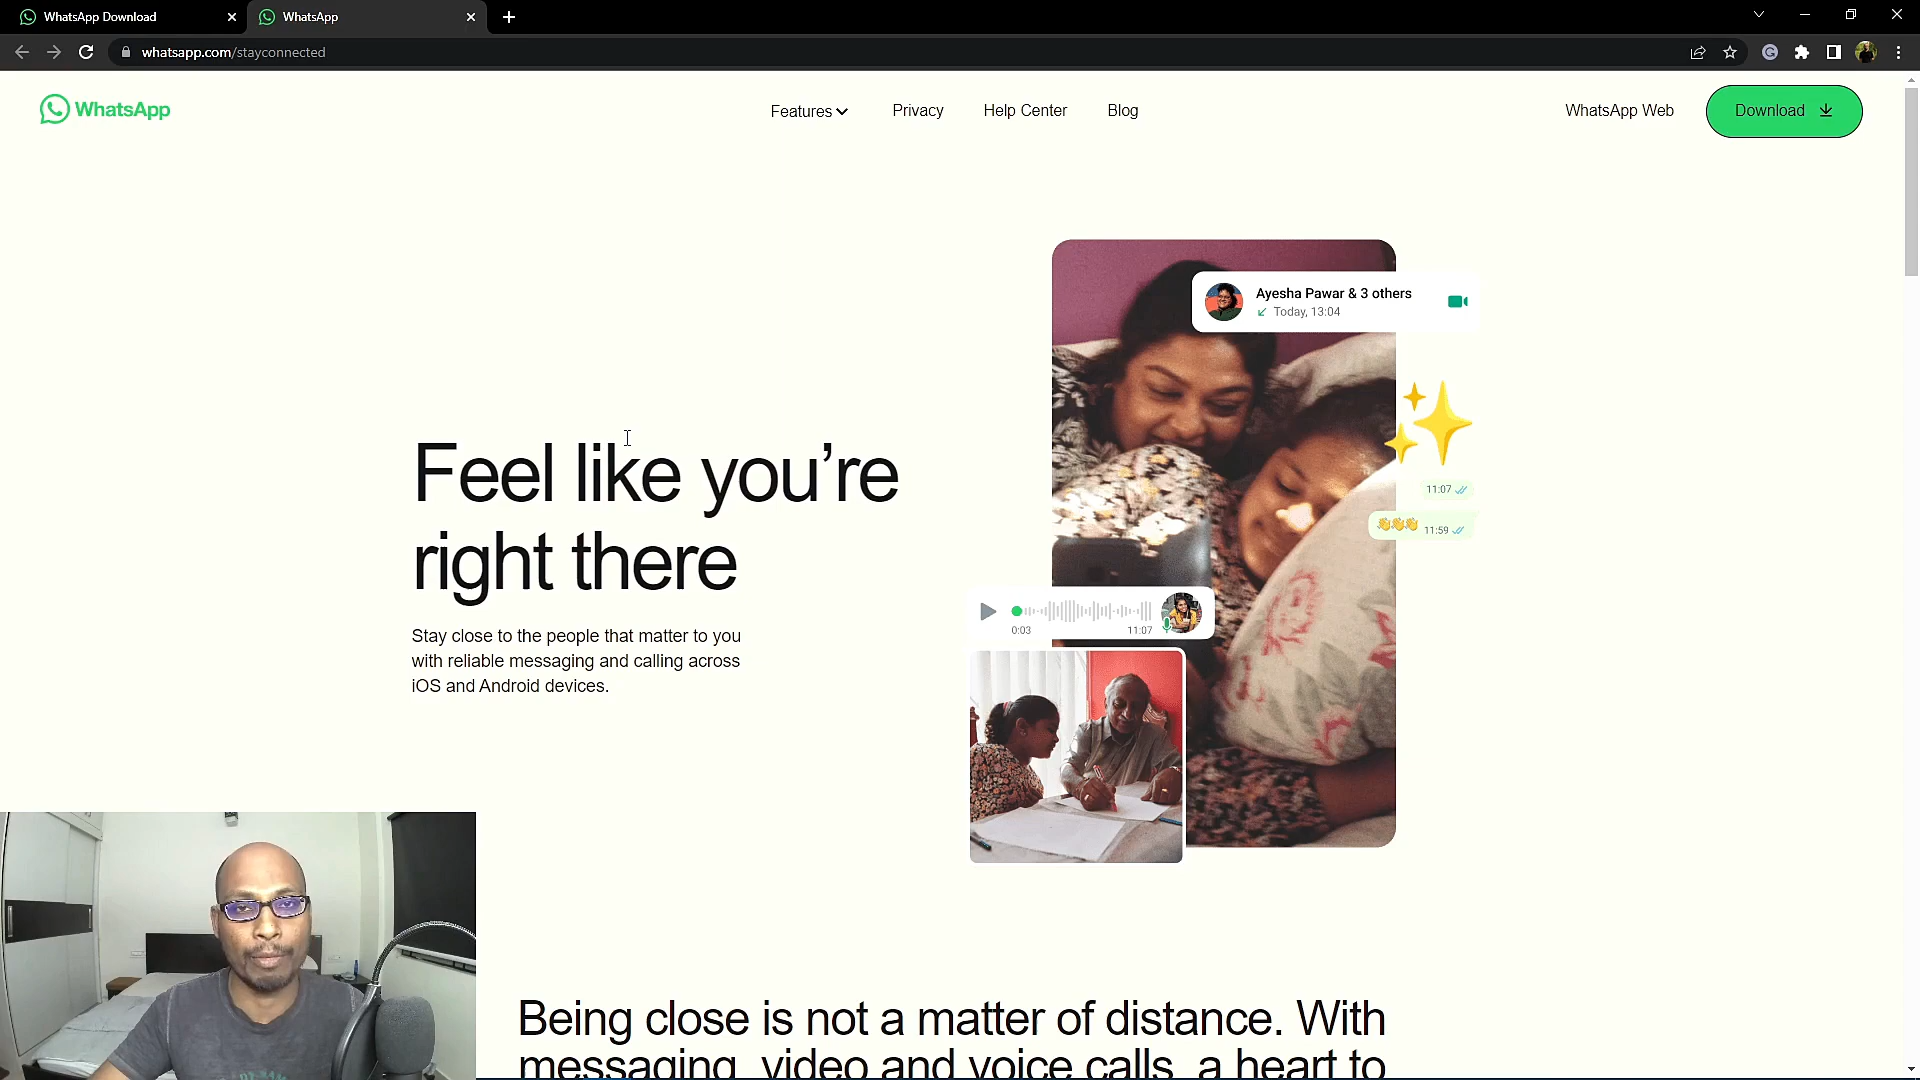 WhatsApp Download
WhatsApp
whatsapp.com/stayconnected
WhatsApp
Features
Privacy
Help Center
Blog
WhatsApp Web
Download
Ayesha Pawar & 3 others
Today, 13:04
11:07
11:59
Feel like you’re
right there
Stay close to the people that matter to you
with reliable messaging and calling across
iOS and Android devices.
0:03
11:07
Being close is not a matter of distance. With
messaging, video and voice calls, a heart to